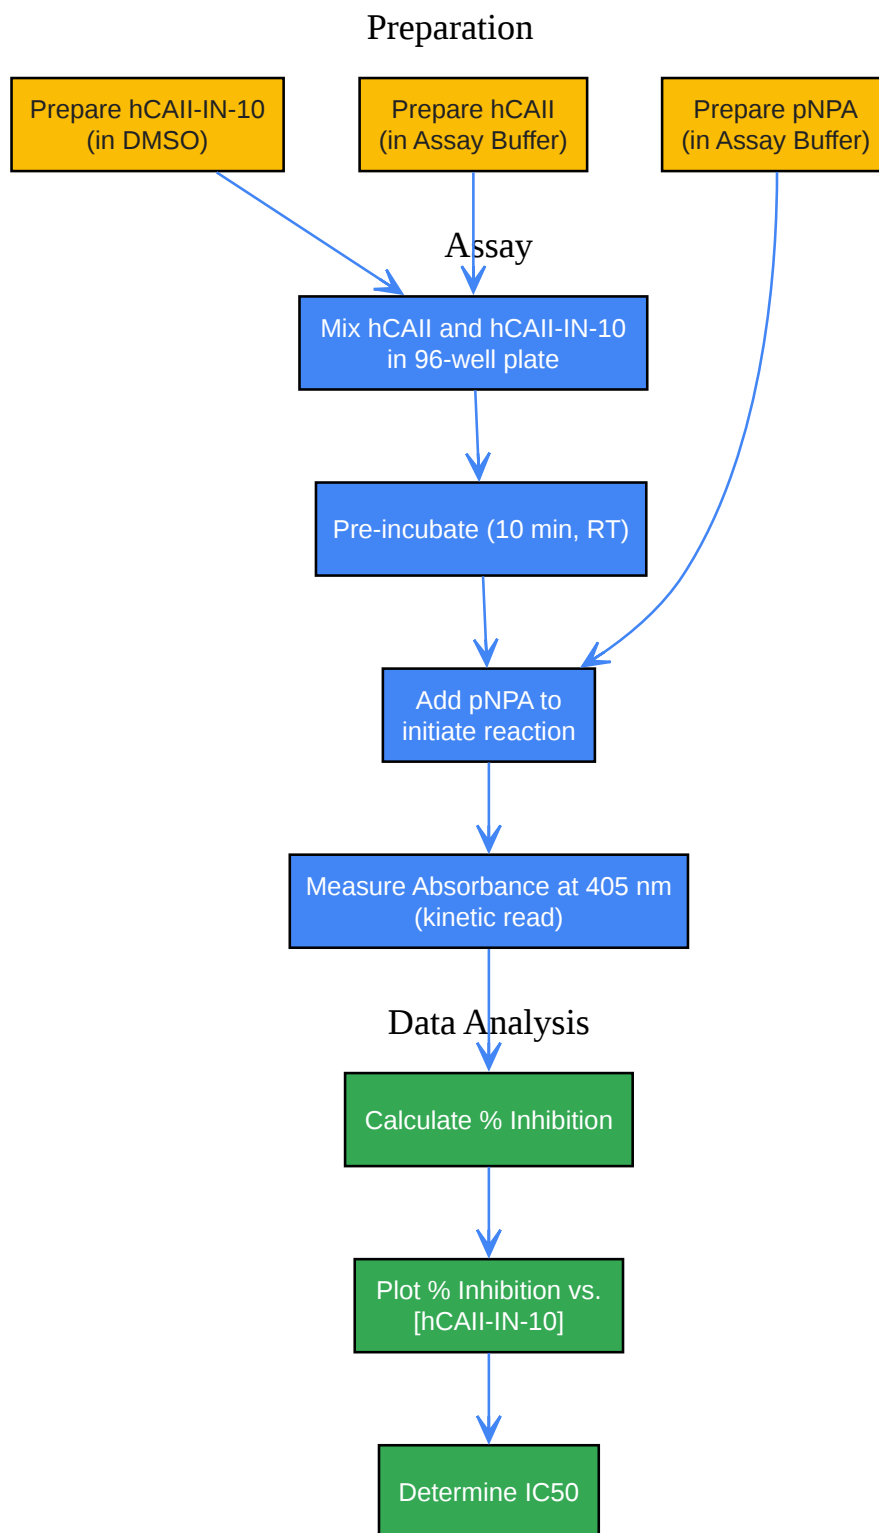 Preparation
Prepare hCAII-IN-10
(in DMSO)
Prepare hCAII
(in Assay Buffer)
Prepare pNPA
(in Assay Buffer)
Assay
Mix hCAII and hCAII-IN-10
in 96-well plate
Pre-incubate (10 min, RT)
Add pNPA to
initiate reaction
Measure Absorbance at 405 nm
(kinetic read)
Data Analysis
Calculate % Inhibition
Plot % Inhibition vs.
[hCAII-IN-10]
Determine IC50